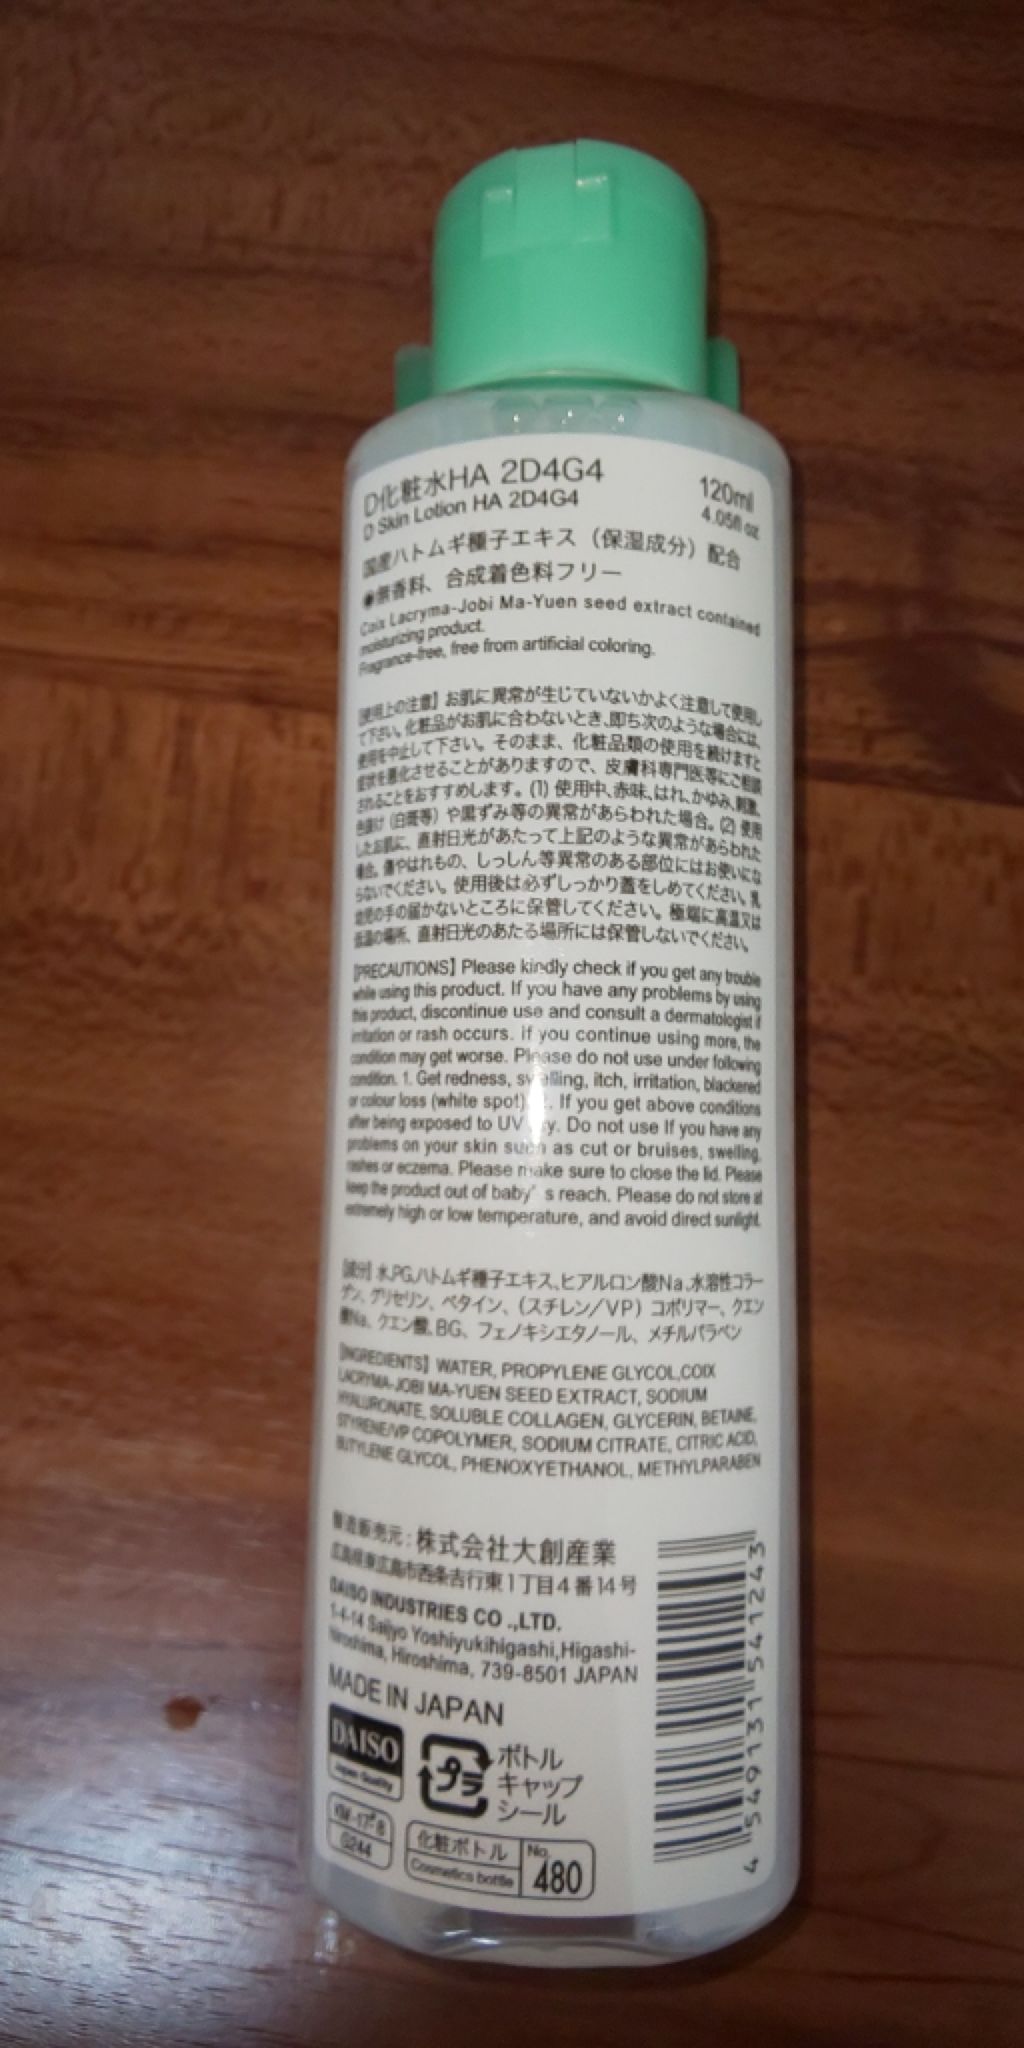 D化粧水HA 2D4G4
120ml
D Skin Lotion HA 2D4G4
4.05fl oz
国産ハトムギ種子エキス（保湿成分）配合
●無香料、合成着色料フリー
Coix Lacryma-Jobi Ma-Yuen seed extract contained
moisturizing product.
Fragrance-free, free from artificial coloring.
【使用上の注意】お肌に異常が生じていないかよく注意して使用し
て下さい。化粧品がお肌に合わないとき、即ち次のような場合には、
使用を中止して下さい。そのまま、化粧品類の使用を続けますと
症状を悪化させることがありますので、皮膚科専門医等にご相談
されることをおすすめします。(1) 使用中、赤味、はれ、かゆみ、刺激、
色抜け（白斑等）や黒ずみ等の異常があらわれた場合。(2) 使用
したお肌に、直射日光があたって上記のような異常があらわれた
場合。傷やはれもの、しっしん等異常のある部位にはお使いにな
らないでください。使用後は必ずしっかり蓋をしめてください。乳
幼児の手の届かないところに保管してください。極端に高温又は
低温の場所、直射日光のあたる場所には保管しないでください。
【PRECAUTIONS】Please kindly check if you get any trouble
while using this product. If you have any problems by using
this product, discontinue use and consult a dermatologist if
irritation or rash occurs. if you continue using more, the
condition may get worse. Please do not use under following
condition. 1. Get redness, swelling, itch, irritation, blackered
or colour loss (white spot). 2. If you get above conditions
after being exposed to UV ray. Do not use If you have any
problems on your skin such as cut or bruises, swelling,
rashes or eczema. Please make sure to close the lid. Please
keep the product out of baby's reach. Please do not store at
extremely high or low temperature, and avoid direct sunlight.
【成分】水、PG、ハトムギ種子エキス、ヒアルロン酸Na、水溶性コラー
ゲン、グリセリン、ベタイン、（スチレン／VP）コポリマー、クエン
酸Na、クエン酸、BG、フェノキシエタノール、メチルパラベン
【INGREDIENTS】WATER, PROPYLENE GLYCOL,COIX
LACRYMA-JOBI MA-YUEN SEED EXTRACT, SODIUM
HYALURONATE, SOLUBLE COLLAGEN, GLYCERIN, BETAINE,
STYRENE/VP COPOLYMER, SODIUM CITRATE, CITRIC ACID,
BUTYLENE GLYCOL, PHENOXYETHANOL, METHYLPARABEN
製造販売元：株式会社大創産業
広島県東広島市西条吉行東1丁目4番14号
DAISO INDUSTRIES CO .,LTD.
1-4-14 Saijyo Yoshiyukihigashi,Higashi-
hiroshima, Hiroshima, 739-8501 JAPAN
MADE IN JAPAN
DAISO
Japan Quality
プラ
ボトル
キャップ
シール
G244
化粧ボトル
Cosmetics bottle
No.
480
4 549131 541243